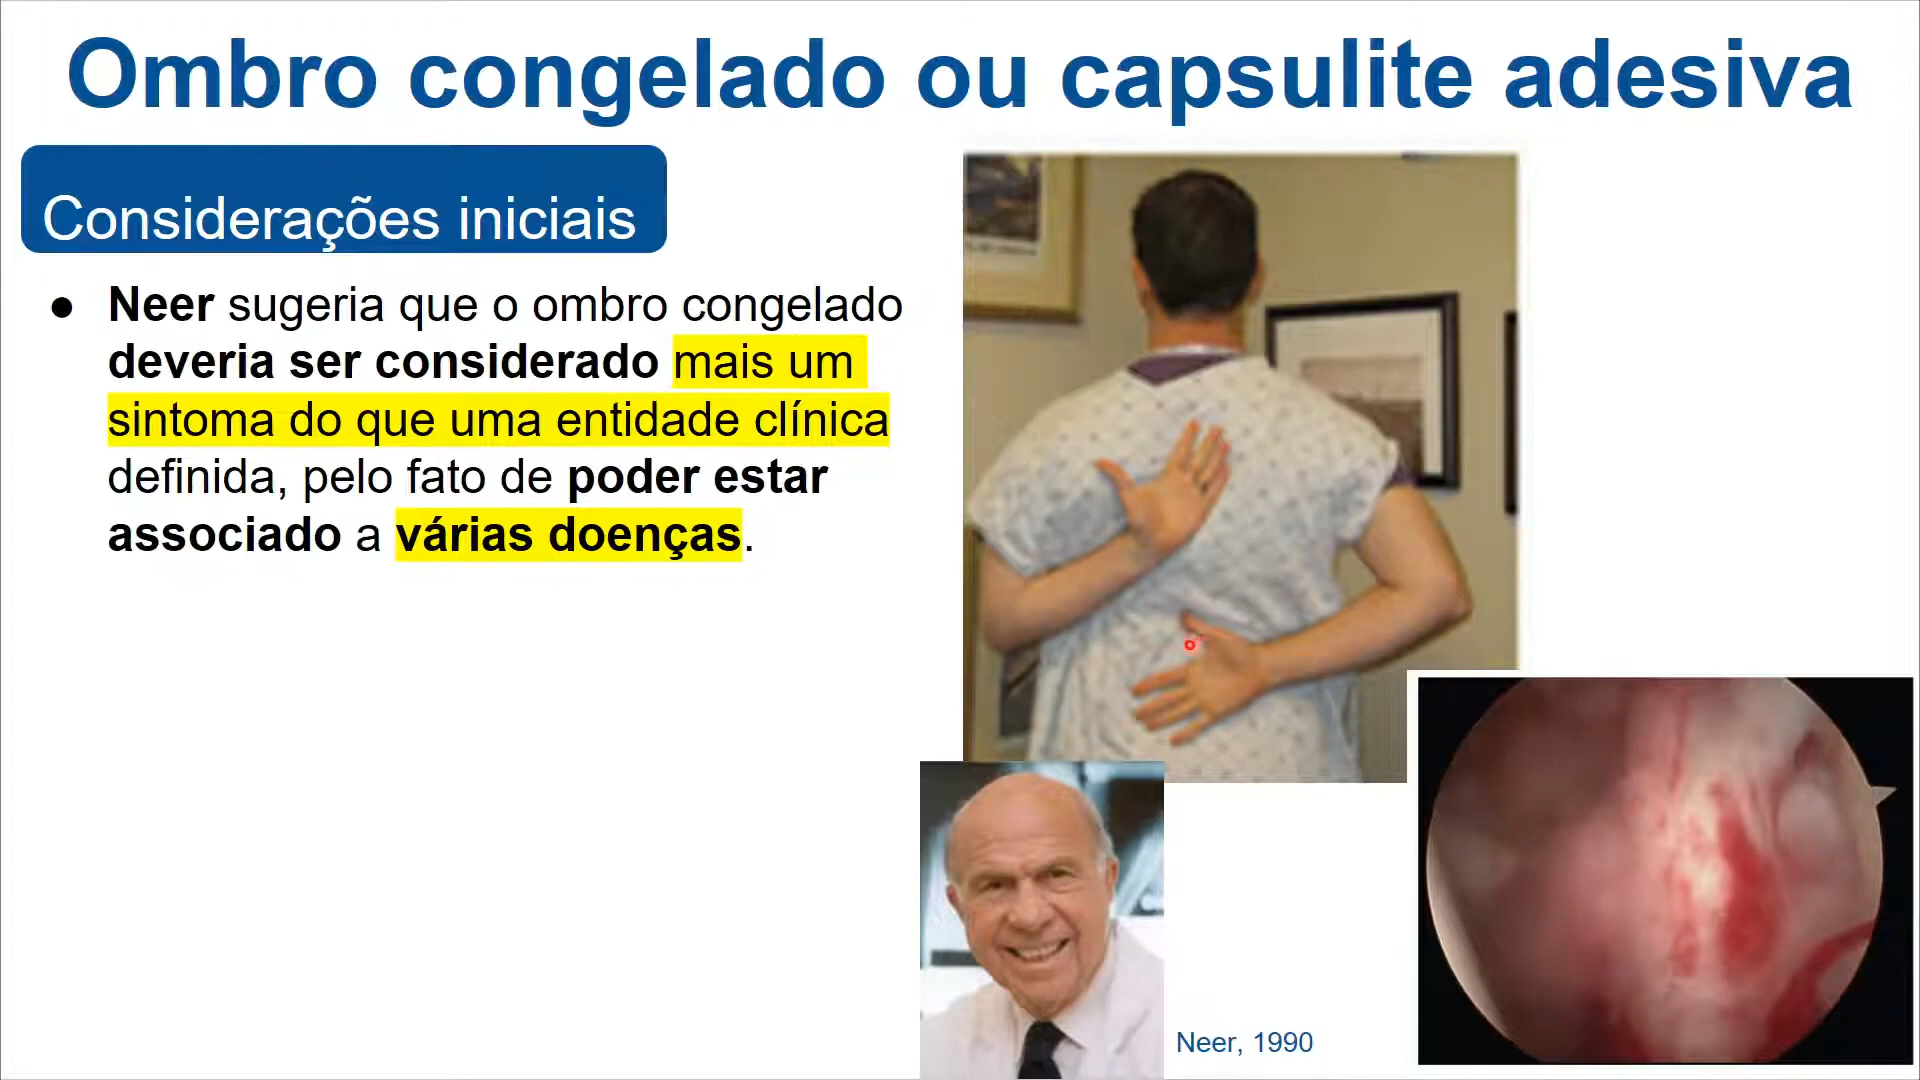 Ombro congelado ou capsulite adesiva
Considerações iniciais
● Neer sugeria que o ombro congelado
deveria ser considerado mais um
sintoma do que uma entidade clínica
definida, pelo fato de poder estar
associado a várias doenças.
Neer, 1990